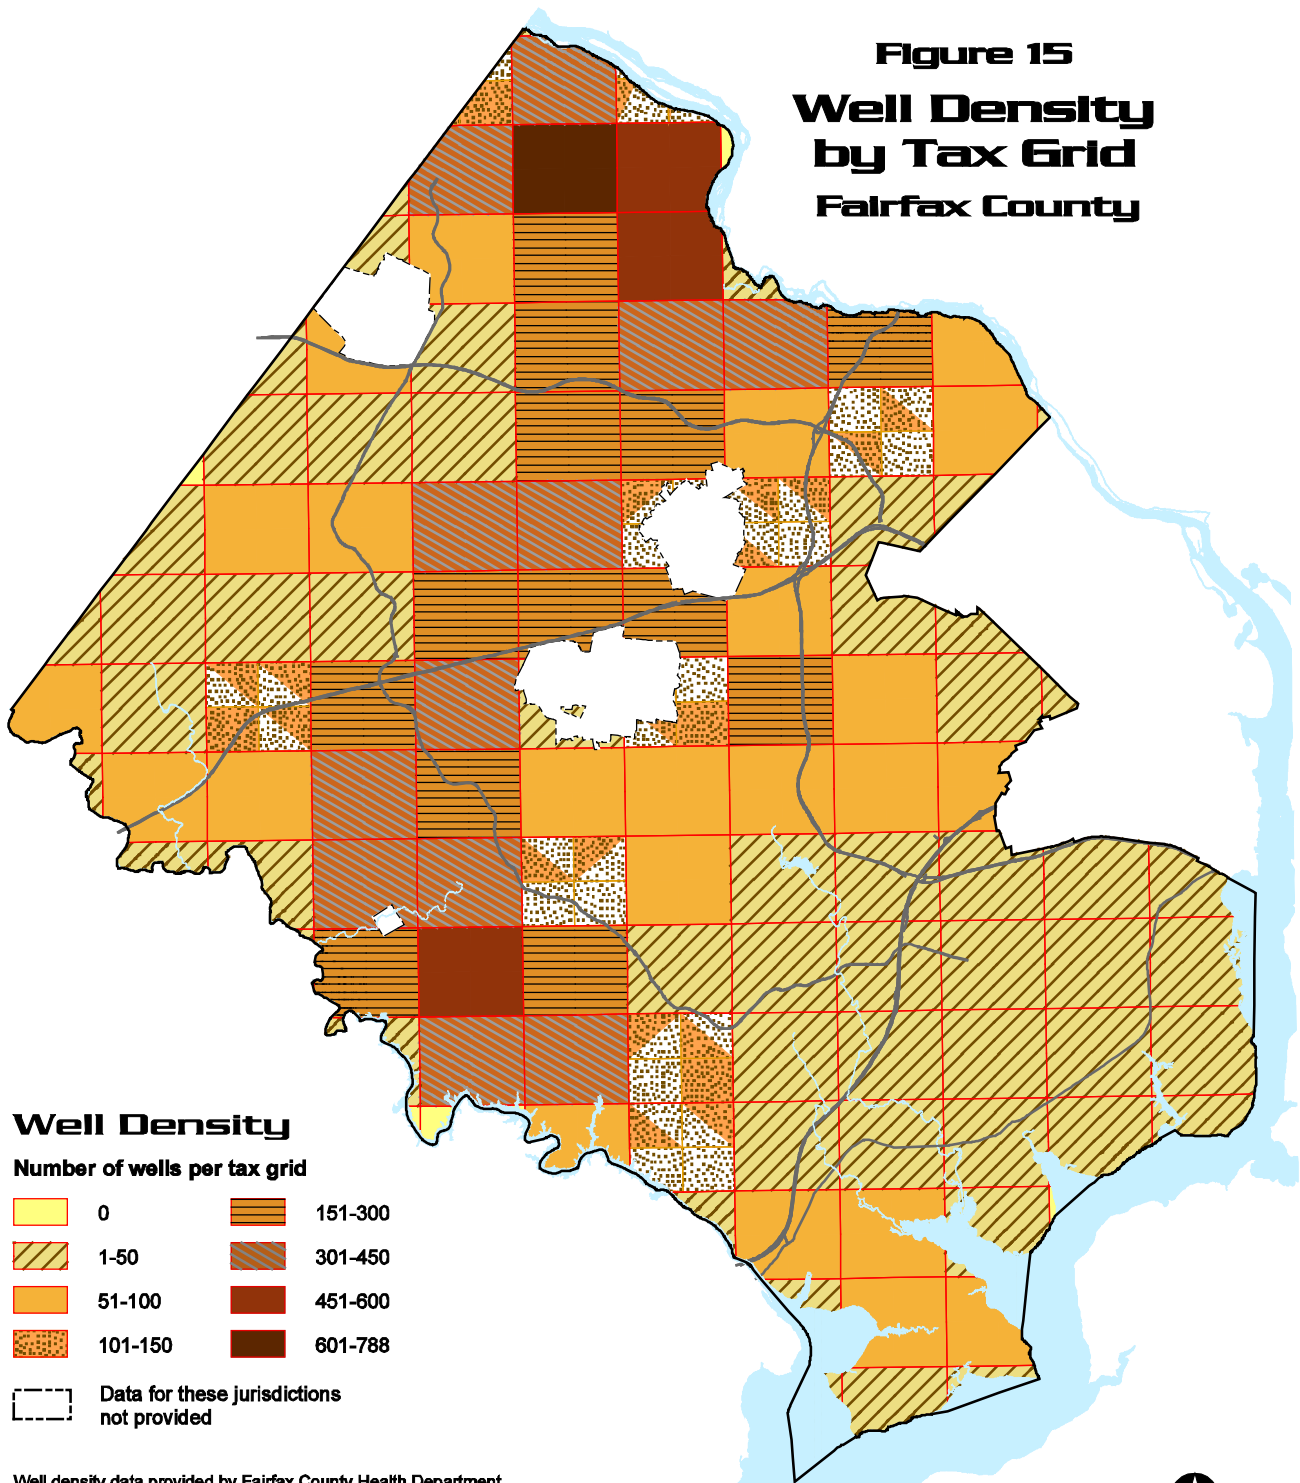 Figure 15
Well Density
by Tax Grid
Fairfax County
Well Density
Number of wells per tax grid
0
1-50
51-100
101-150
151-300
301-450
451-600
601-788
Data for these jurisdictions
not provided
Well density data provided by Fairfax County Health Department